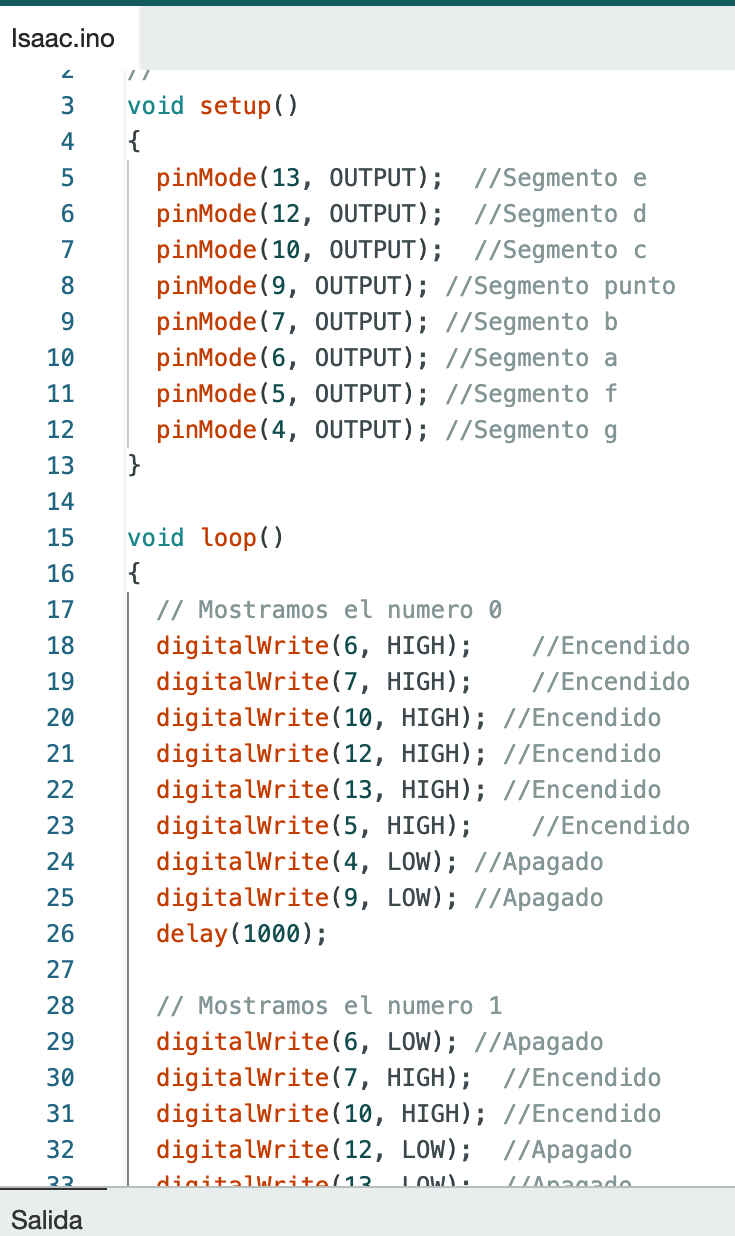 Isaac.ino
2 //
3 void setup()
4 {
5 pinMode(13, OUTPUT); //Segmento e
6 pinMode(12, OUTPUT); //Segmento d
7 pinMode(10, OUTPUT); //Segmento c
8 pinMode(9, OUTPUT); //Segmento punto
9 pinMode(7, OUTPUT); //Segmento b
10 pinMode(6, OUTPUT); //Segmento a
11 pinMode(5, OUTPUT); //Segmento f
12 pinMode(4, OUTPUT); //Segmento g
13 }
14
15 void loop()
16 {
17 // Mostramos el numero 0
18 digitalWrite(6, HIGH); //Encendido
19 digitalWrite(7, HIGH); //Encendido
20 digitalWrite(10, HIGH); //Encendido
21 digitalWrite(12, HIGH); //Encendido
22 digitalWrite(13, HIGH); //Encendido
23 digitalWrite(5, HIGH); //Encendido
24 digitalWrite(4, LOW); //Apagado
25 digitalWrite(9, LOW); //Apagado
26 delay(1000);
27
28 // Mostramos el numero 1
29 digitalWrite(6, LOW); //Apagado
30 digitalWrite(7, HIGH); //Encendido
31 digitalWrite(10, HIGH); //Encendido
32 digitalWrite(12, LOW); //Apagado
33 digitalWrite(13, LOW); //Apagado
Salida